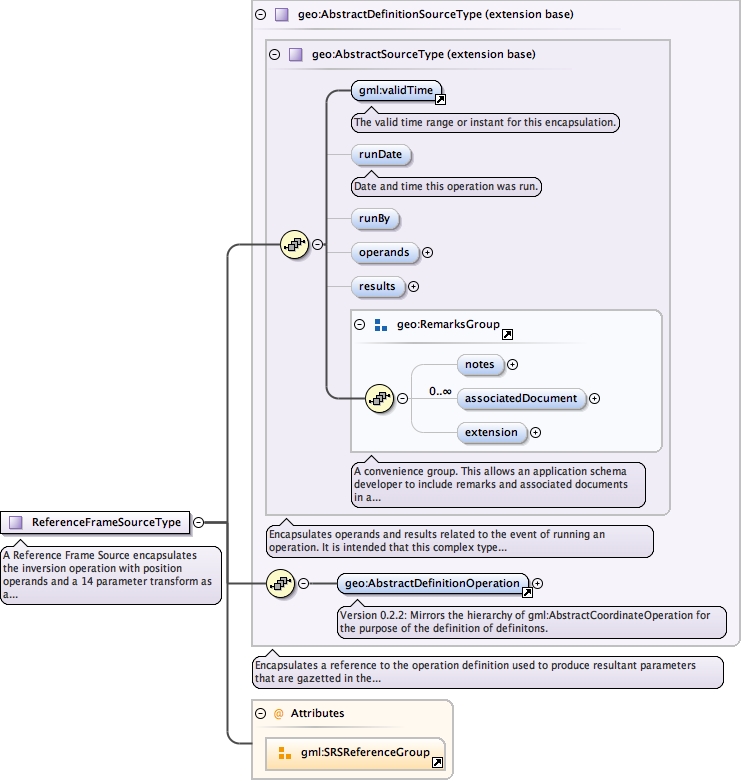 geo:AbstractDefinitionSourceType (extension base)
geo:AbstractSourceType (extension base)
gml:validTime
The valid time range or instant for this encapsulation.
runDate
Date and time this operation was run.
runBy
operands
results
geo:RemarksGroup
notes
0..∞
associatedDocument
extension
A convenience group. This allows an application schema
developer to include remarks and associated documents
in a...
Encapsulates operands and results related to the event of running an
operation. It is intended that this complex type...
ReferenceFrameSourceType
A Reference Frame Source encapsulates
the inversion operation with position
operands and a 14 parameter transform as
a...
geo:AbstractDefinitionOperation
Version 0.2.2: Mirrors the hierarchy of gml:AbstractCoordinateOperation for
the purpose of the definition of definitons.
Encapsulates a reference to the operation definition used to produce resultant parameters
that are gazetted in the...
@ Attributes
gml:SRSReferenceGroup